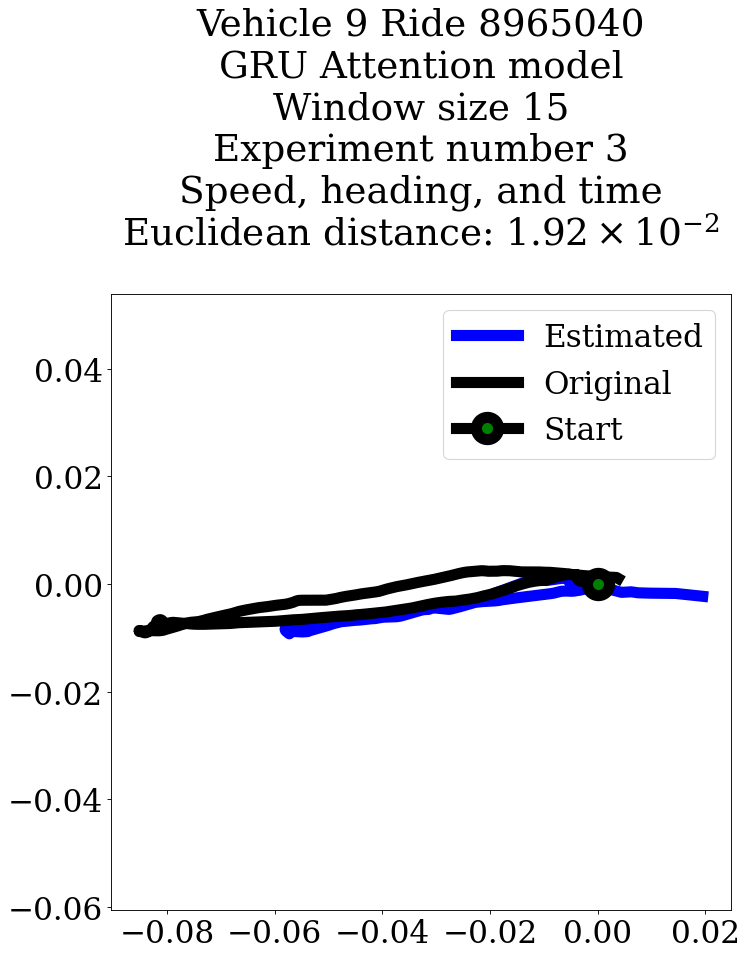 Vehicle 9 Ride 8965040
GRU Attention model
Window size 15
Experiment number 3
Speed, heading, and time
Euclidean distance: 1.92 × 10⁻²
Estimated
Original
Start
0.04
0.02
0.00
−0.02
−0.04
−0.06
−0.08 −0.06 −0.04 −0.02 0.00 0.02